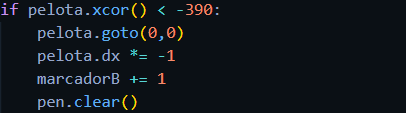 if pelota.xcor() < -390:
    pelota.goto(0,0)
    pelota.dx *= -1
    marcadorB += 1
    pen.clear()